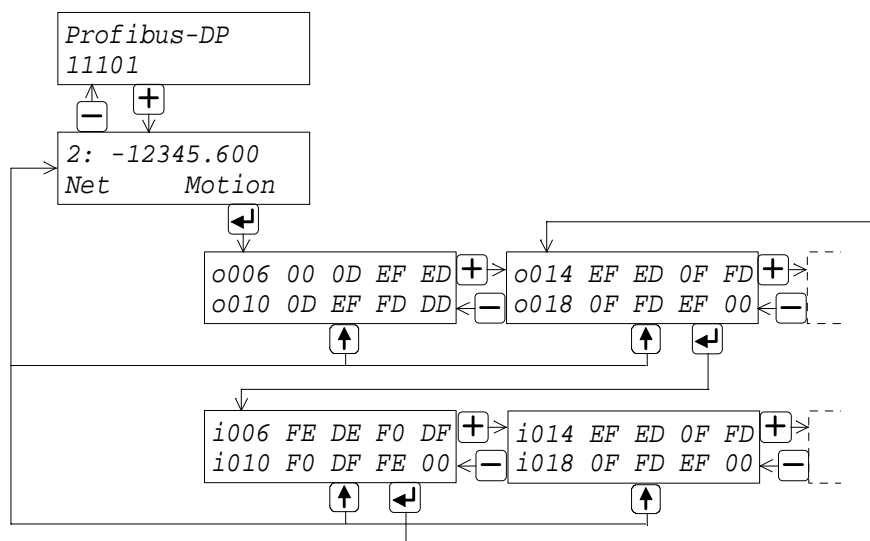 Profibus-DP
11101
2: -12345.600
Net Motion
o006 00 0D EF ED
o010 0D EF FD DD
o014 EF ED 0F FD
o018 0F FD EF 00
i006 FE DE F0 DF
i010 F0 DF FE 00
i014 EF ED 0F FD
i018 0F FD EF 00